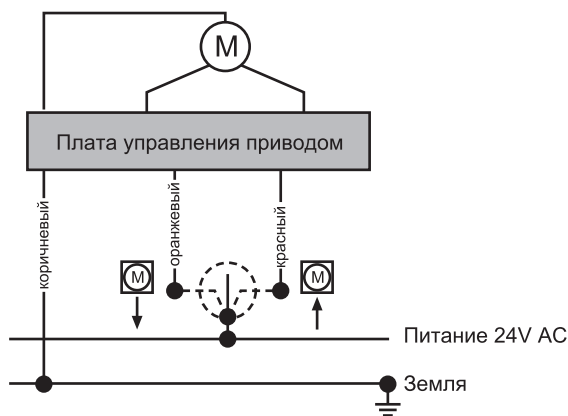 M
Плата управления приводом
коричневый
оранжевый
красный
M
M
Питание 24V AC
Земля